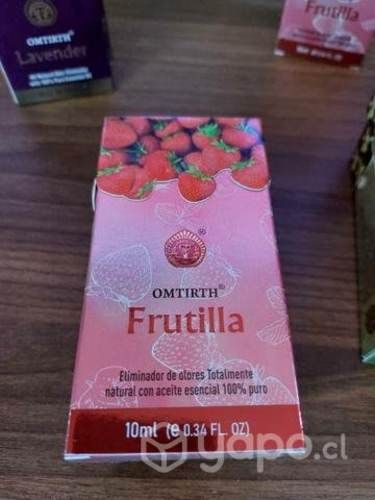 OMTIRTH
Lavender
Frutilla
®
OMTIRTH®
Frutilla
Eliminador de olores Totalmente
natural con aceite esencial 100% puro
10ml (e 0.34 FL. OZ)
yapo.cl